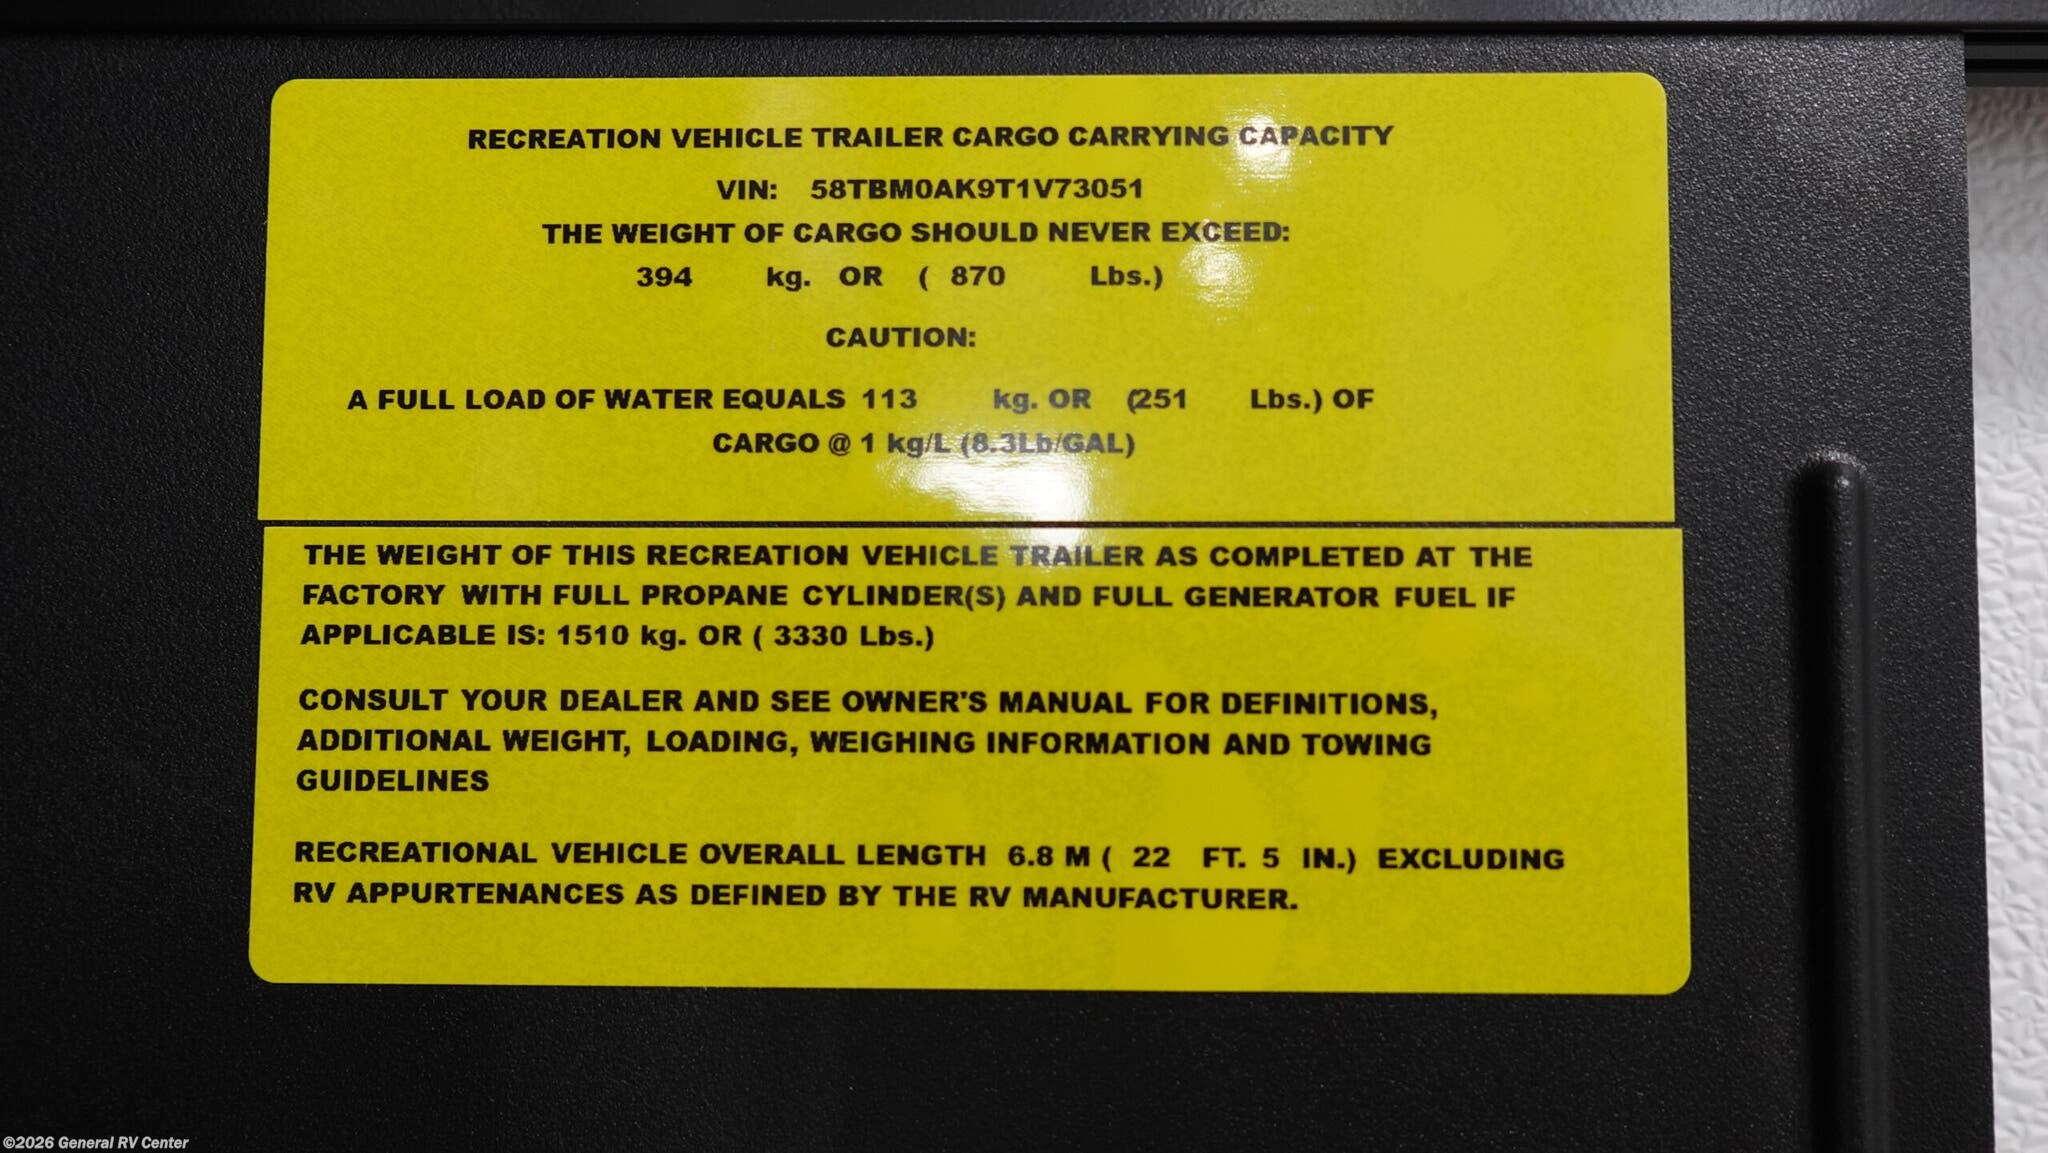 RECREATION VEHICLE TRAILER CARGO CARRYING CAPACITY
VIN: 58TBM0AK9T1V73051
THE WEIGHT OF CARGO SHOULD NEVER EXCEED:
394 kg. OR ( 870 Lbs.)
CAUTION:
A FULL LOAD OF WATER EQUALS 113 kg. OR (251 Lbs.) OF
CARGO @ 1 kg/L (8.3Lb/GAL)
THE WEIGHT OF THIS RECREATION VEHICLE TRAILER AS COMPLETED AT THE
FACTORY WITH FULL PROPANE CYLINDER(S) AND FULL GENERATOR FUEL IF
APPLICABLE IS: 1510 kg. OR ( 3330 Lbs.)
CONSULT YOUR DEALER AND SEE OWNER'S MANUAL FOR DEFINITIONS,
ADDITIONAL WEIGHT, LOADING, WEIGHING INFORMATION AND TOWING
GUIDELINES
RECREATIONAL VEHICLE OVERALL LENGTH 6.8 M ( 22 FT. 5 IN.) EXCLUDING
RV APPURTENANCES AS DEFINED BY THE RV MANUFACTURER.
©2026 General RV Center